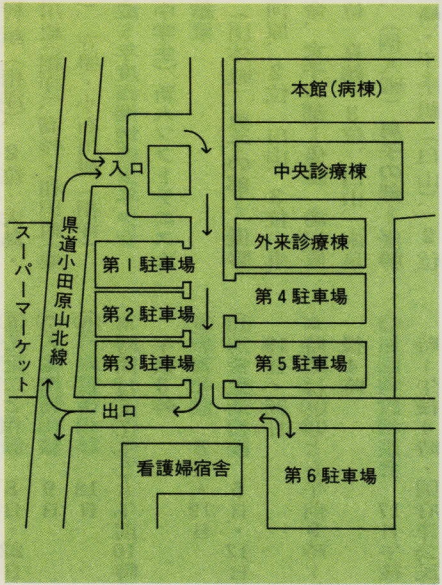 本館(病棟)
入口
中央診療棟
外来診療棟
県道小田原山北線
スーパーマーケット
第1駐車場
第2駐車場
第3駐車場
第4駐車場
第5駐車場
出口
看護婦宿舎
第6駐車場